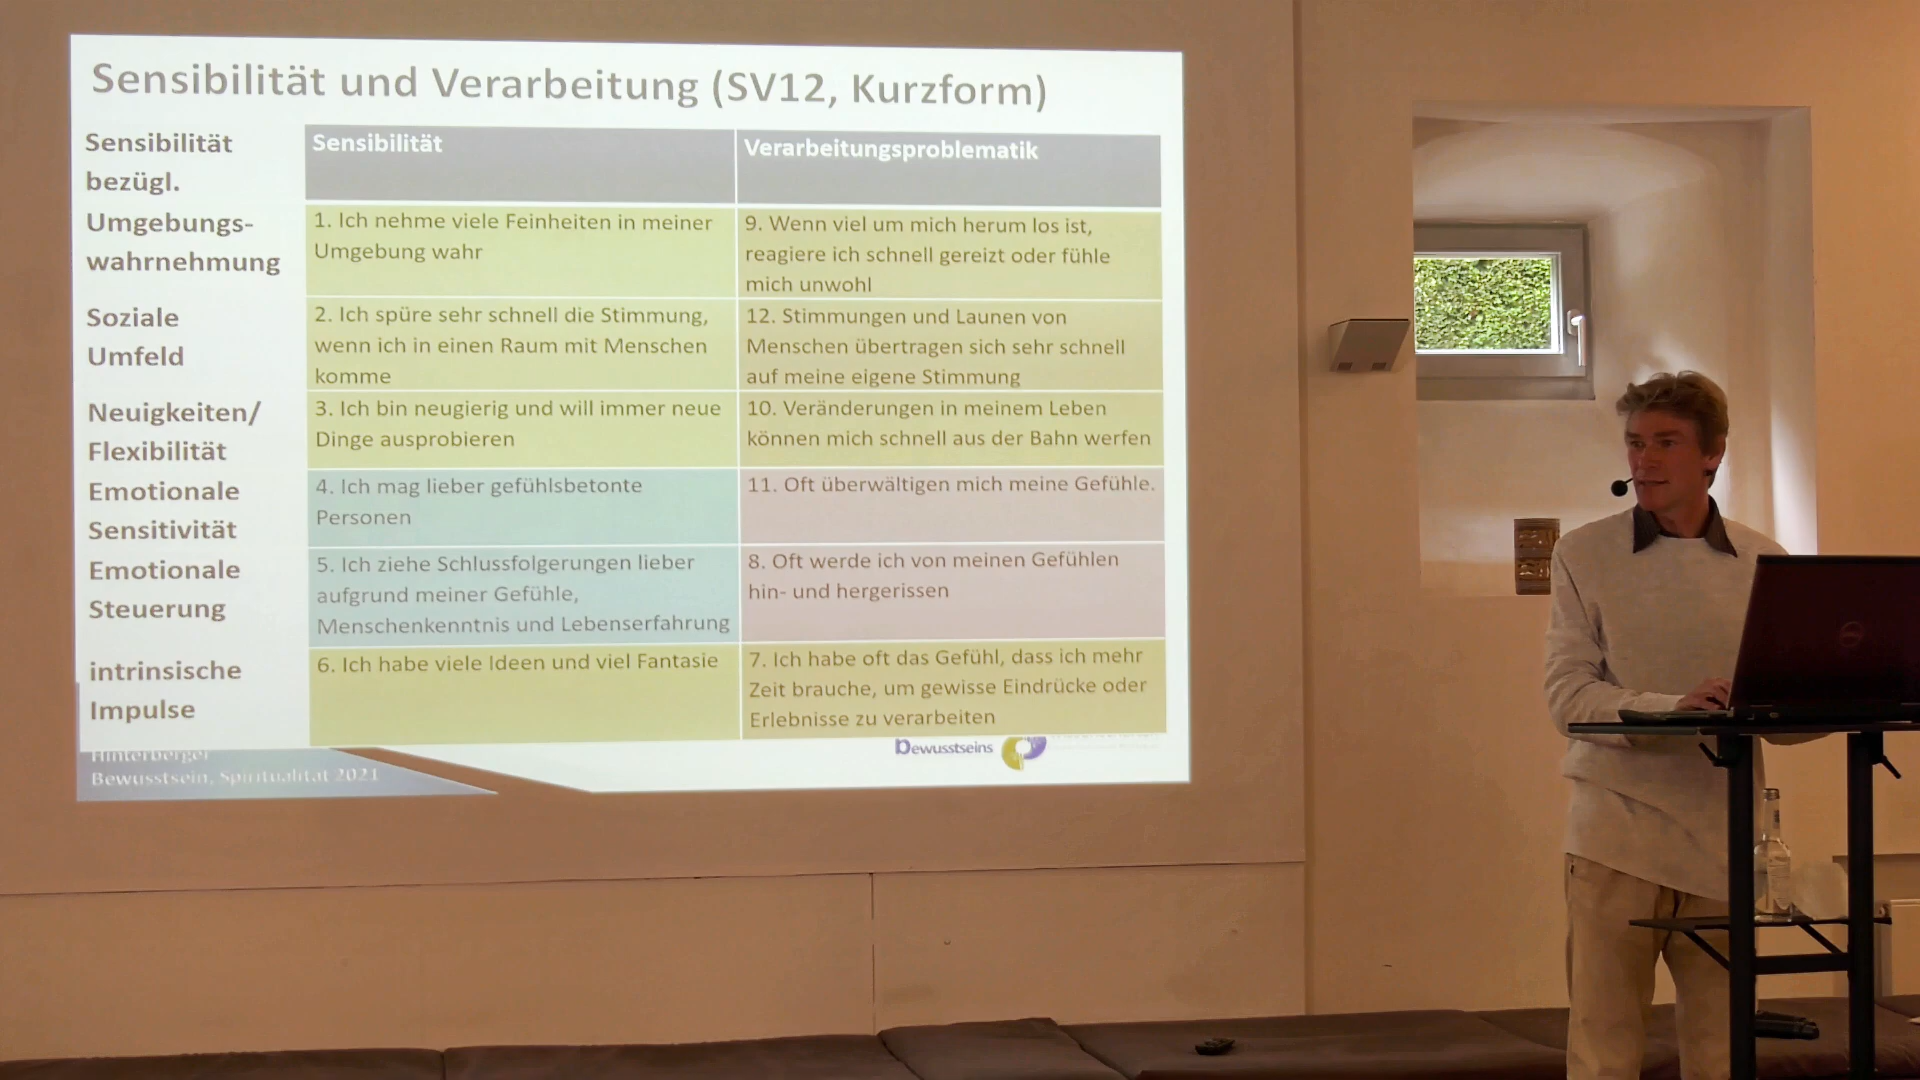 Sensibilität und Verarbeitung (SV12, Kurzform)
Sensibilität
bezügl.
Sensibilität
Verarbeitungsproblematik
Umgebungs-
wahrnehmung
1. Ich nehme viele Feinheiten in meiner
Umgebung wahr
9. Wenn viel um mich herum los ist,
reagiere ich schnell gereizt oder fühle
mich unwohl
Soziale
Umfeld
2. Ich spüre sehr schnell die Stimmung,
wenn ich in einen Raum mit Menschen
komme
12. Stimmungen und Launen von
Menschen übertragen sich sehr schnell
auf meine eigene Stimmung
Neuigkeiten/
Flexibilität
3. Ich bin neugierig und will immer neue
Dinge ausprobieren
10. Veränderungen in meinem Leben
können mich schnell aus der Bahn werfen
Emotionale
Sensitivität
4. Ich mag lieber gefühlsbetonte
Personen
11. Oft überwältigen mich meine Gefühle.
Emotionale
Steuerung
5. Ich ziehe Schlussfolgerungen lieber
aufgrund meiner Gefühle,
Menschenkenntnis und Lebenserfahrung
8. Oft werde ich von meinen Gefühlen
hin- und hergerissen
intrinsische
Impulse
6. Ich habe viele Ideen und viel Fantasie
7. Ich habe oft das Gefühl, dass ich mehr
Zeit brauche, um gewisse Eindrücke oder
Erlebnisse zu verarbeiten
Hinterberger
Bewusstsein, Spiritualität 2021
Bewusstseins